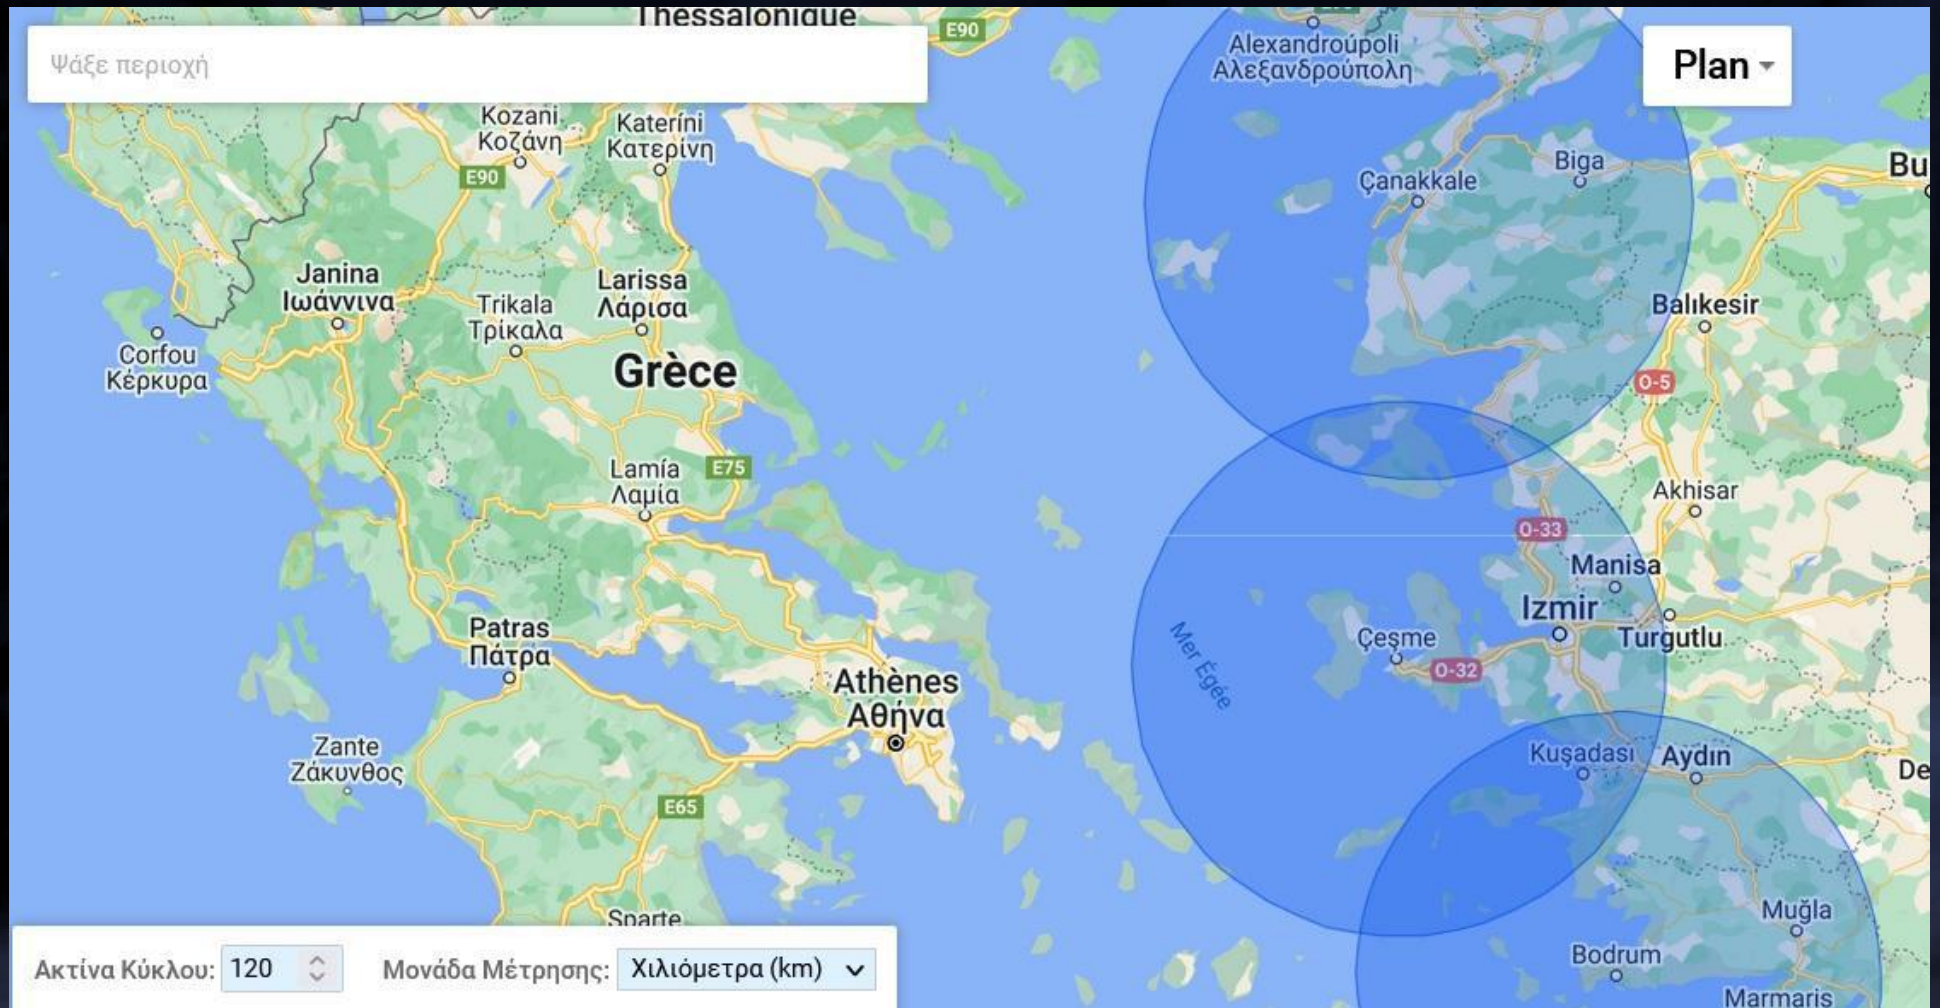 Thessalonique
E90
Ψάξε περιοχή
Alexandroúpoli
Αλεξανδρούπολη
Plan
Kozani
Κοζάνη
Kateríni
Κατερίνη
E90
Çanakkale
Biga
Bu
Janina
Ιωάννινα
Trikala
Τρίκαλα
Larissa
Λάρισα
Balıkesir
Corfou
Κέρκυρα
Grèce
O-5
Lamía
Λαμία
E75
Akhisar
O-33
Manisa
Izmir
Turgutlu
Çeşme
O-32
Mer Égée
Patras
Πάτρα
Athènes
Αθήνα
Zante
Ζάκυνθος
Kuşadası
Aydın
De
E65
Sparte
Muğla
Bodrum
Marmaris
Ακτίνα Κύκλου: 120 Μονάδα Μέτρησης: Χιλιόμετρα (km)